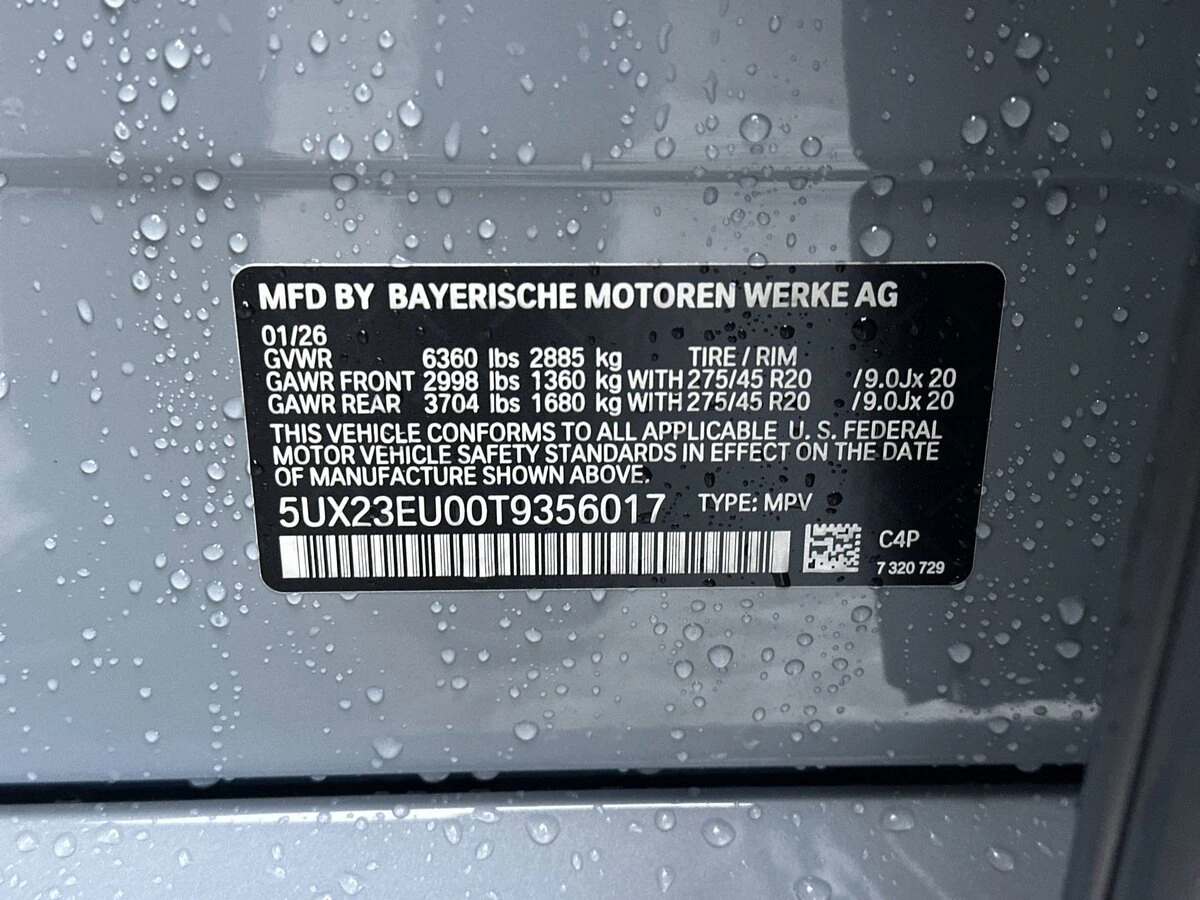 MFD BY BAYERISCHE MOTOREN WERKE AG
01/26
GVWR 6360 lbs 2885 kg TIRE / RIM
GAWR FRONT 2998 lbs 1360 kg WITH 275/45 R20 /9.0Jx 20
GAWR REAR 3704 lbs 1680 kg WITH 275/45 R20 /9.0Jx 20
THIS VEHICLE CONFORMS TO ALL APPLICABLE U. S. FEDERAL
MOTOR VEHICLE SAFETY STANDARDS IN EFFECT ON THE DATE
OF MANUFACTURE SHOWN ABOVE.
5UX23EU00T9356017 TYPE: MPV
C4P
7 320 729